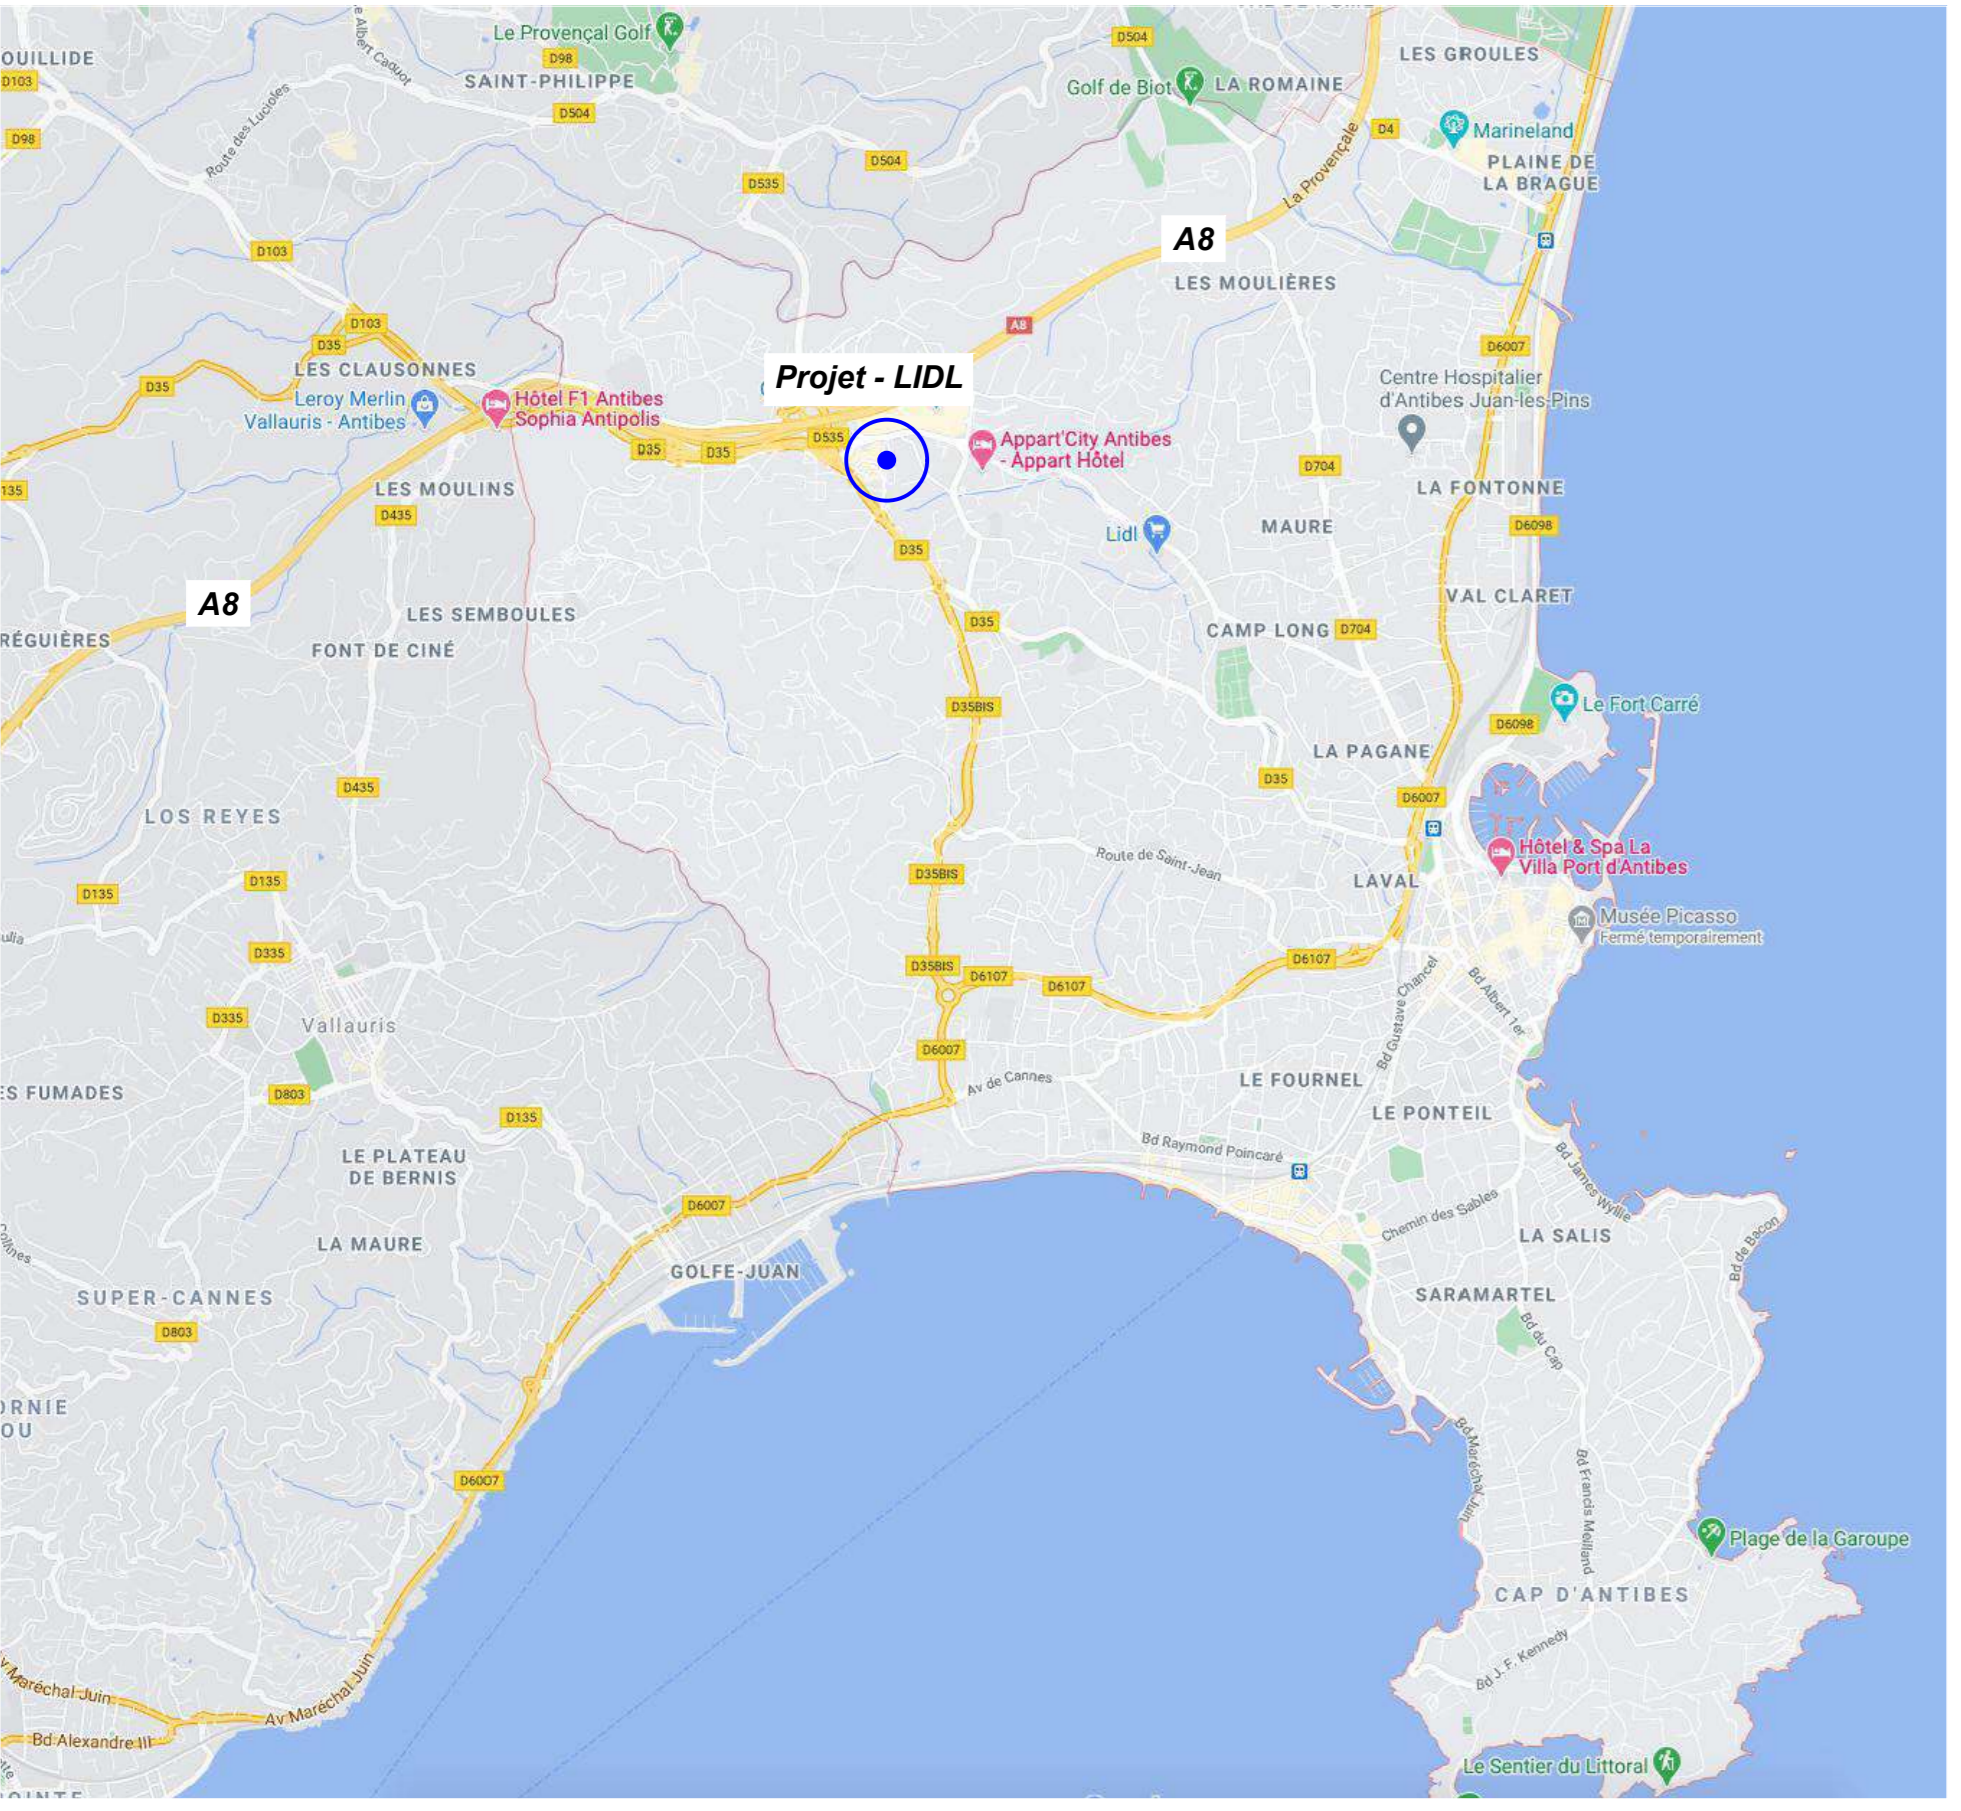 Le Provençal Golf
D98
SAINT-PHILIPPE
D504
Albert Caquot
D103
D98
Route des Lucioles
D504
D535
D504
Golf de Biot
LA ROMAINE
LES GROULES
D4
Marineland
PLAINE DE
LA BRAGUE
La Provençale
A8
LES MOULIÈRES
D103
D103
D35
LES CLAUSONNES
D35
Leroy Merlin
Vallauris - Antibes
Hôtel F1 Antibes
Sophia Antipolis
A8
Projet - LIDL
D6007
Centre Hospitalier
d'Antibes Juan-les-Pins
D35
D35
D535
Appart'City Antibes
- Appart Hôtel
D704
LA FONTONNE
135
LES MOULINS
D435
Lidl
MAURE
D6098
D35
A8
LES SEMBOULES
FONT DE CINÉ
RÉGUIÈRES
D35
VAL CLARET
CAMP LONG
D704
D35BIS
Le Fort Carré
D6098
LA PAGANE
D435
D35
D6007
LOS REYES
Route de Saint-Jean
Hôtel & Spa La
Villa Port d'Antibes
D135
D135
D35BIS
LAVAL
Musée Picasso
Fermé temporairement
D335
D35BIS
D6107
D6107
D6107
Bd Gustave Chancel
Bd Albert 1er
D335
Vallauris
D6007
ES FUMADES
D803
Av de Cannes
LE FOURNEL
D135
LE PONTEIL
LE PLATEAU
DE BERNIS
Bd Raymond Poincaré
Bd James Wyllie
D6007
Chemin des Sables
LA MAURE
LA SALIS
Bd de Bacon
GOLFE-JUAN
SUPER-CANNES
SARAMARTEL
D803
Bd du Cap
ORNIE
OU
Bd Maréchal Juin
D6007
Bd Francis Meilland
Plage de la Garoupe
CAP D'ANTIBES
Bd J. F. Kennedy
Maréchal Juin
Av Maréchal Juin
Bd Alexandre III
Le Sentier du Littoral